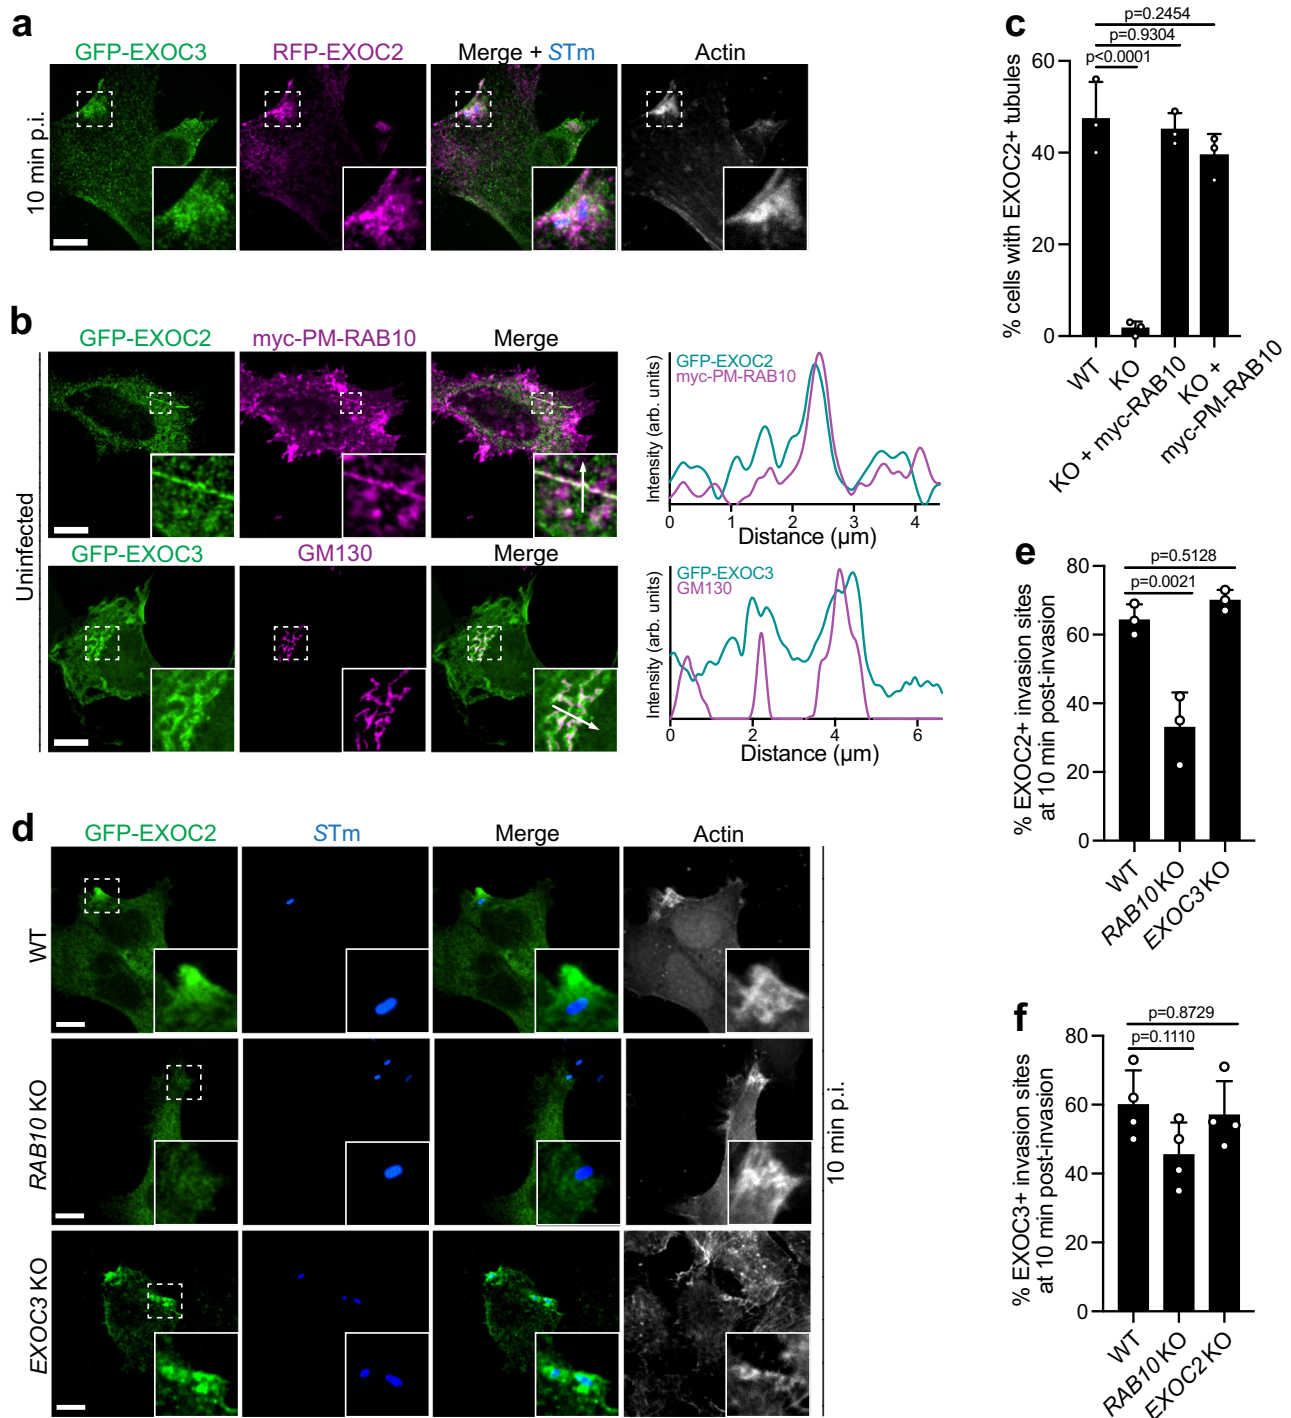 a
GFP-EXOC3 RFP-EXOC2 Merge + STm Actin
10 min p.i.
b
GFP-EXOC2 myc-PM-RAB10 Merge
GFP-EXOC3 GM130 Merge
Uninfected
GFP-EXOC2
myc-PM-RAB10
Intensity (arb. units)
0 1 2 3 4
Distance (µm)
GFP-EXOC3
GM130
Intensity (arb. units)
0 2 4 6
Distance (µm)
c
p=0.2454
p=0.9304
p<0.0001
% cells with EXOC2+ tubules
60
40
20
0
WT
KO
KO + myc-RAB10
KO +
myc-PM-RAB10
d
GFP-EXOC2 STm Merge Actin
WT
RAB10 KO
EXOC3 KO
10 min p.i.
e
p=0.5128
p=0.0021
% EXOC2+ invasion sites
at 10 min post-invasion
80
60
40
20
0
WT
RAB10 KO
EXOC3 KO
f
p=0.8729
p=0.1110
% EXOC3+ invasion sites
at 10 min post-invasion
80
60
40
20
0
WT
RAB10 KO
EXOC2 KO